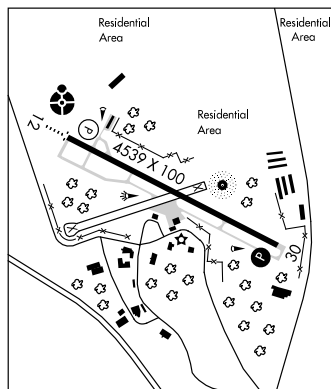 Residential
Area
Residential
Area
Residential
Area
12
P
4539 X 100
P
30